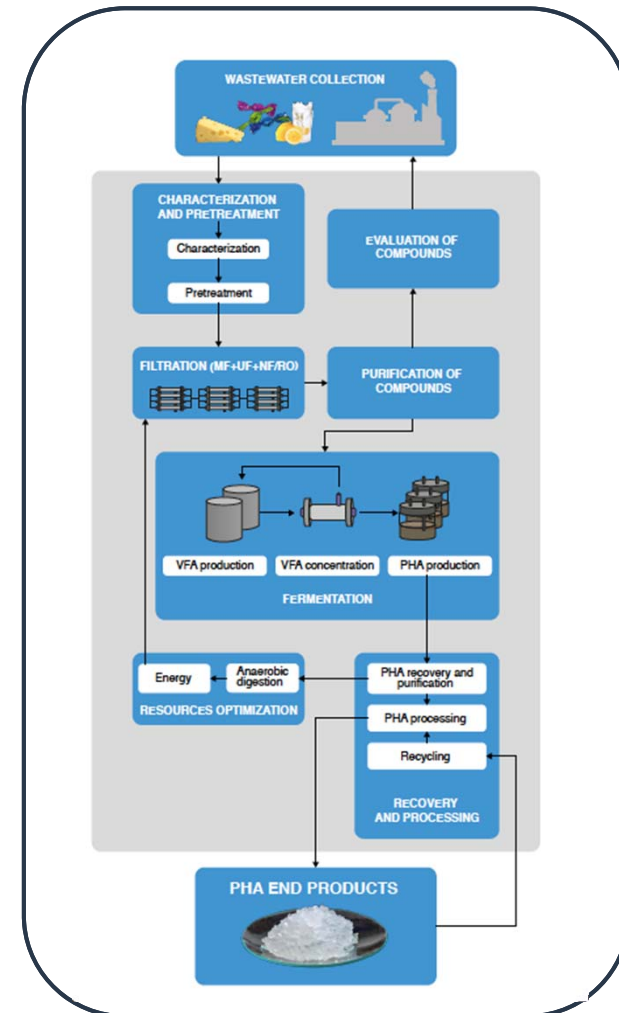 WASTEWATER COLLECTION
CHARACTERIZATION
AND PRETREATMENT
Characterization
Pretreatment
EVALUATION OF
COMPOUNDS
FILTRATION (MF+UF+NF/RO)
PURIFICATION OF
COMPOUNDS
VFA production
VFA concentration
PHA production
FERMENTATION
Energy
Anaerobic
digestion
RESOURCES OPTIMIZATION
PHA recovery and
purification
PHA processing
Recycling
RECOVERY
AND PROCESSING
PHA END PRODUCTS